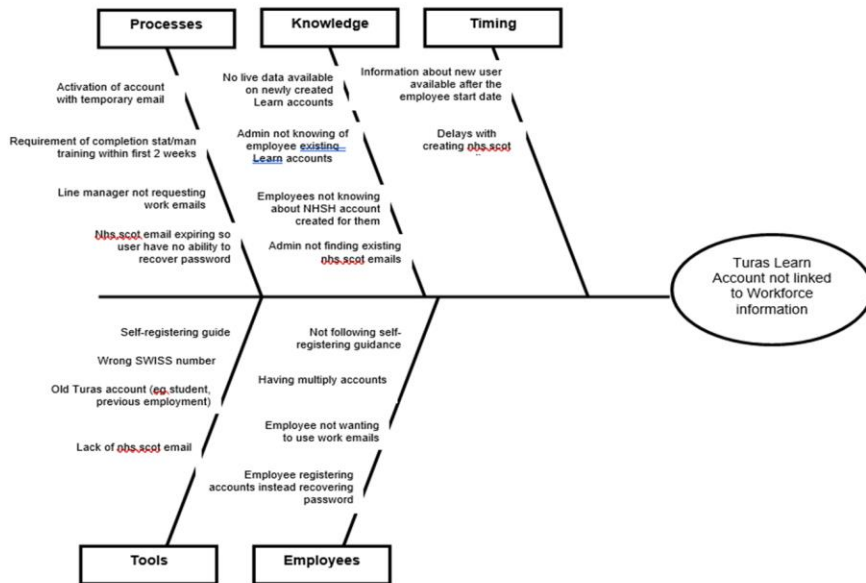 Processes
Knowledge
Timing
Activation of account
with temporary email
Requirement of completion stat/man
training within first 2 weeks
Line manager not requesting
work emails
Nhs.scot email expiring so
user have no ability to
recover password
No live data available
on newly created
Learn accounts
Admin not knowing of
employee existing
Learn accounts
Employees not knowing
about NHSH account
created for them
Admin not finding existing
nhs.scot emails
Information about new user
available after the
employee start date
Delays with
creating nhs.scot
Turas Learn
Account not linked
to Workforce
information
Self-registering guide
Wrong SWISS number
Old Turas account (eg.student,
previous employment)
Lack of nhs.scot email
Not following self-
registering guidance
Having multiply accounts
Employee not wanting
to use work emails
Employee registering
accounts instead recovering
password
Tools
Employees